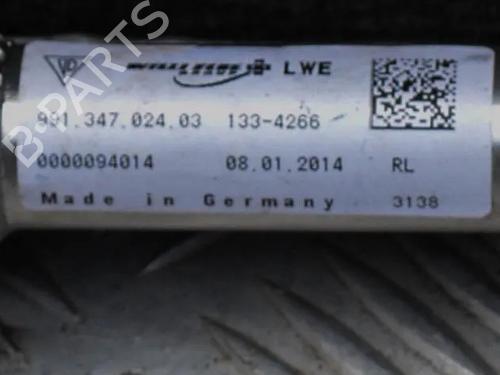 LWE
991.347.024.03 133-4266
0000094014 08.01.2014 RL
Made in Germany 3138
B-PARTS